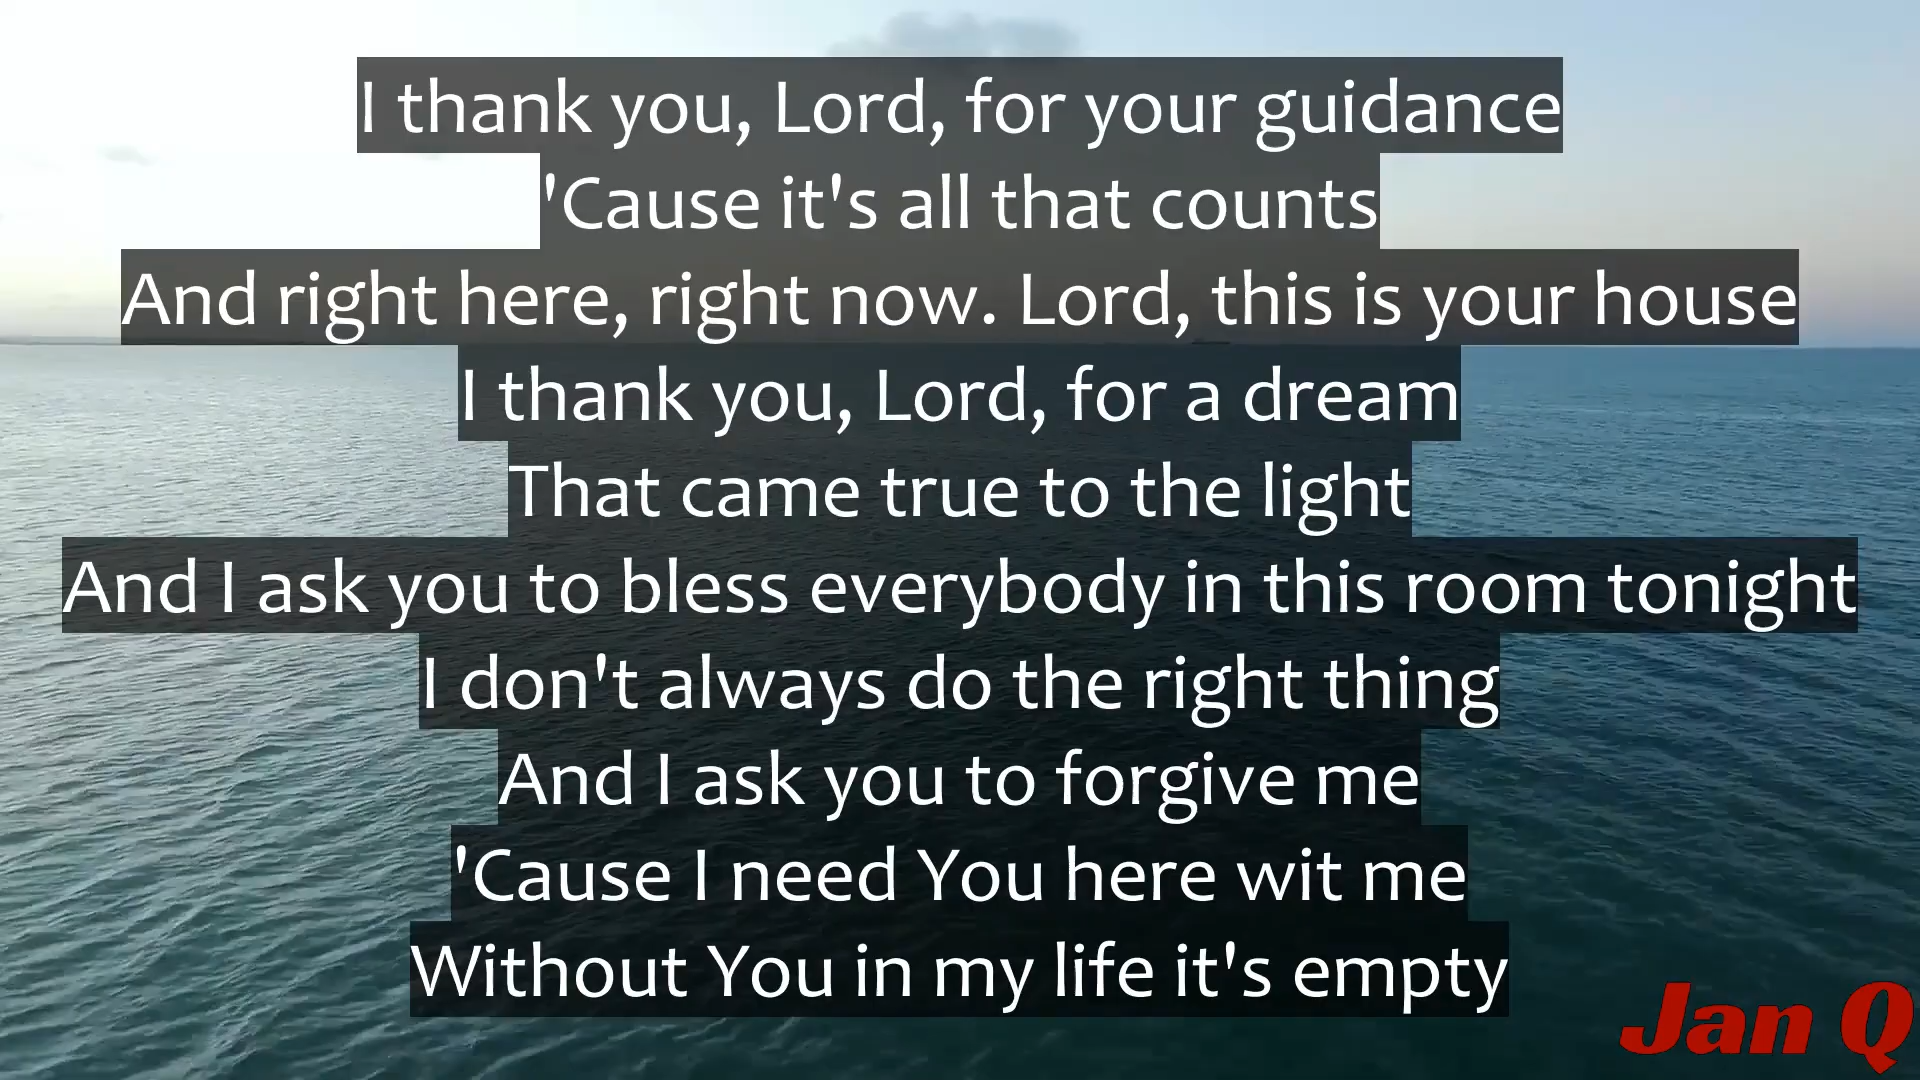 I thank you, Lord, for your guidance
'Cause it's all that counts
And right here, right now. Lord, this is your house
I thank you, Lord, for a dream
That came true to the light
And I ask you to bless everybody in this room tonight
I don't always do the right thing
And I ask you to forgive me
'Cause I need You here wit me
Without You in my life it's empty
Jan Q